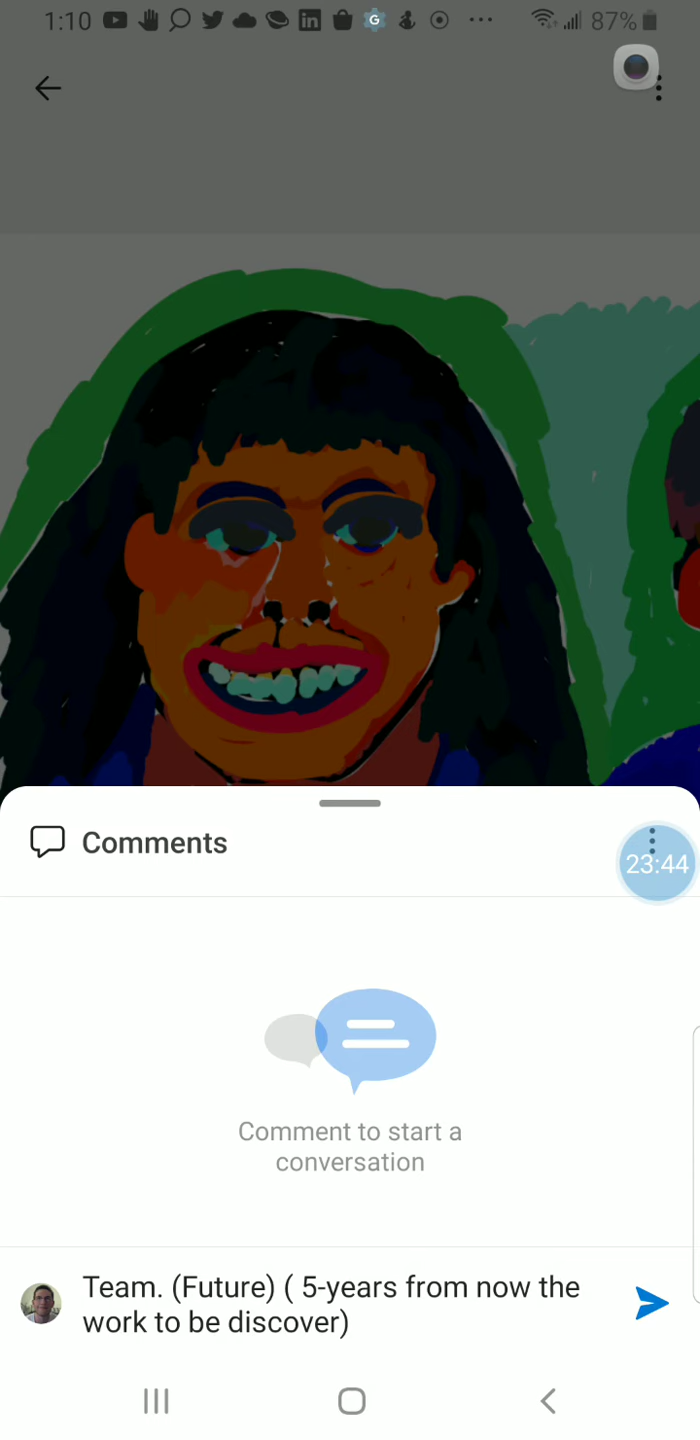 1:10
87%
Comments
23:44
Comment to start a
conversation
Team. (Future) ( 5-years from now the
work to be discover)